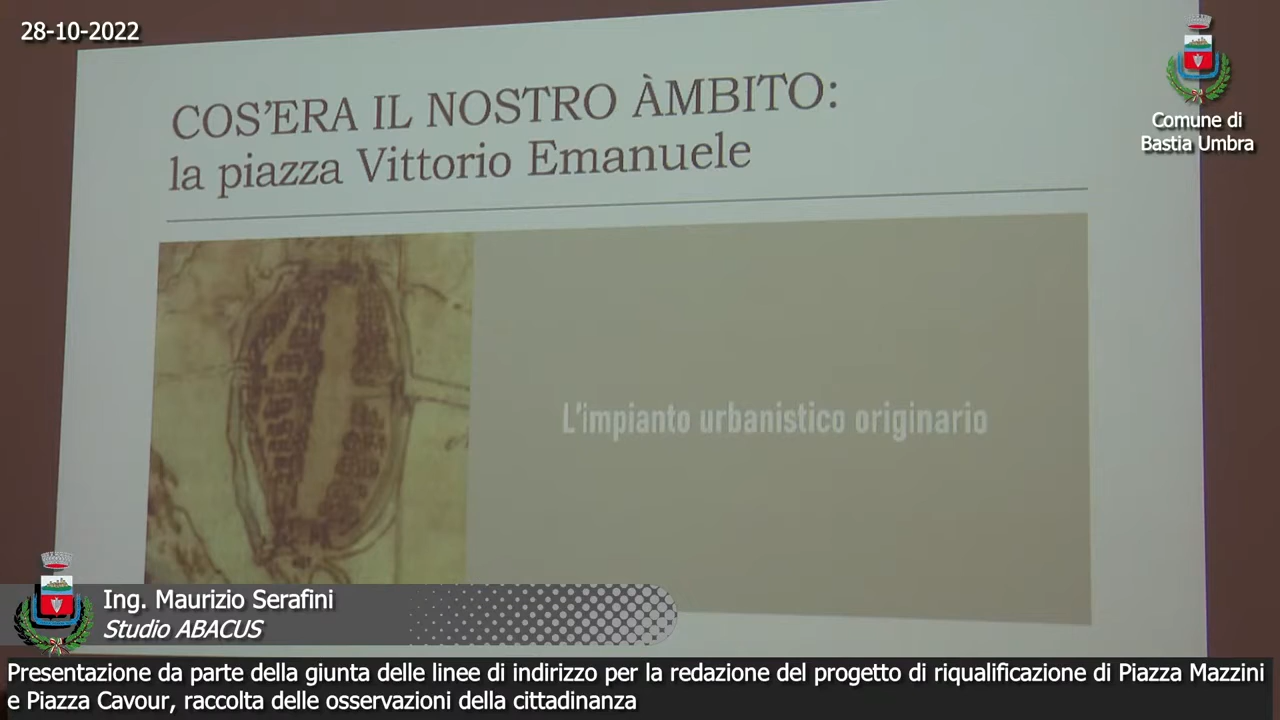 28-10-2022
COS'ERA IL NOSTRO ÀMBITO:
la piazza Vittorio Emanuele
Comune di
Bastia Umbra
L'impianto urbanistico originario
Ing. Maurizio Serafini
Studio ABACUS
Presentazione da parte della giunta delle linee di indirizzo per la redazione del progetto di riqualificazione di Piazza Mazzini
e Piazza Cavour, raccolta delle osservazioni della cittadinanza